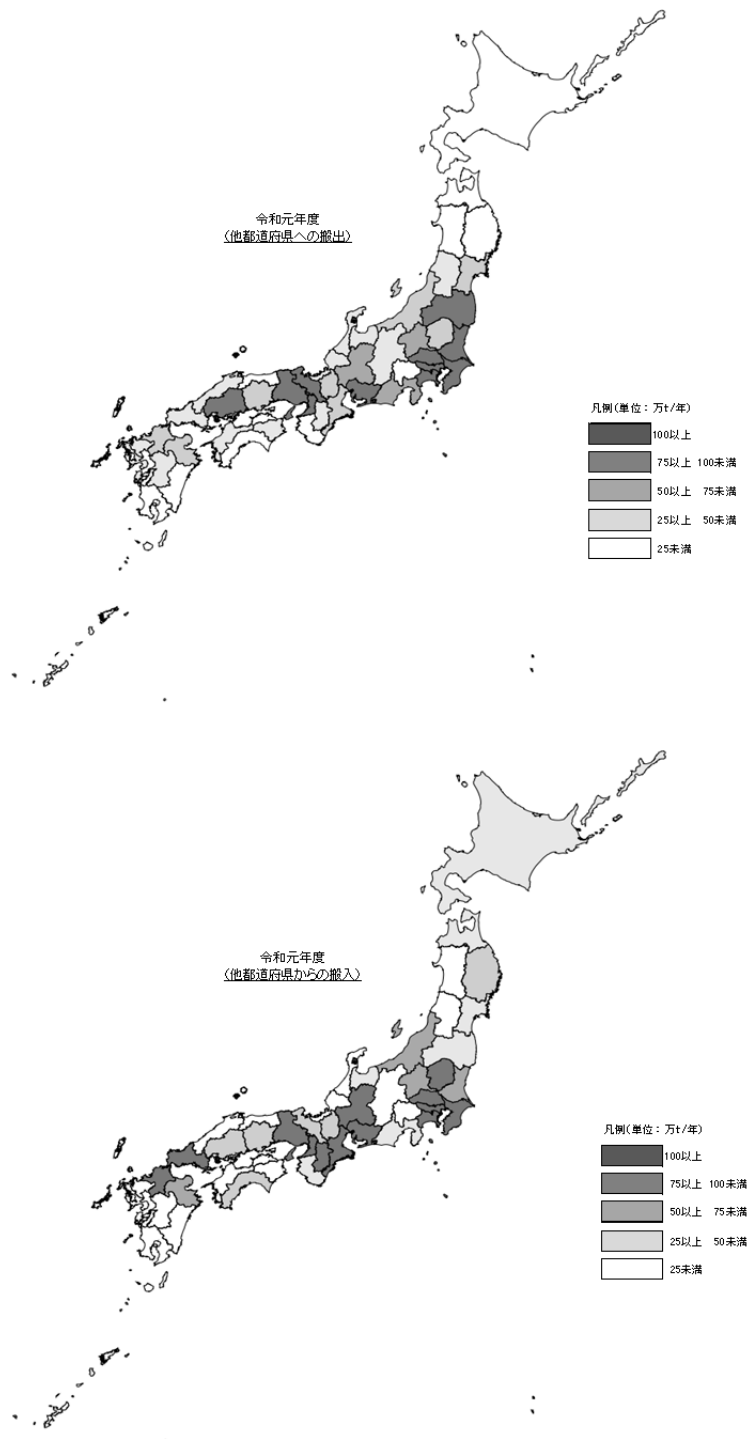 令和元年度
(他都道府県への搬出)
凡例(単位：万t/年)
100以上
75以上 100未満
50以上 75未満
25以上 50未満
25未満
令和元年度
(他都道府県からの搬入)
凡例(単位：万t/年)
100以上
75以上 100未満
50以上 75未満
25以上 50未満
25未満